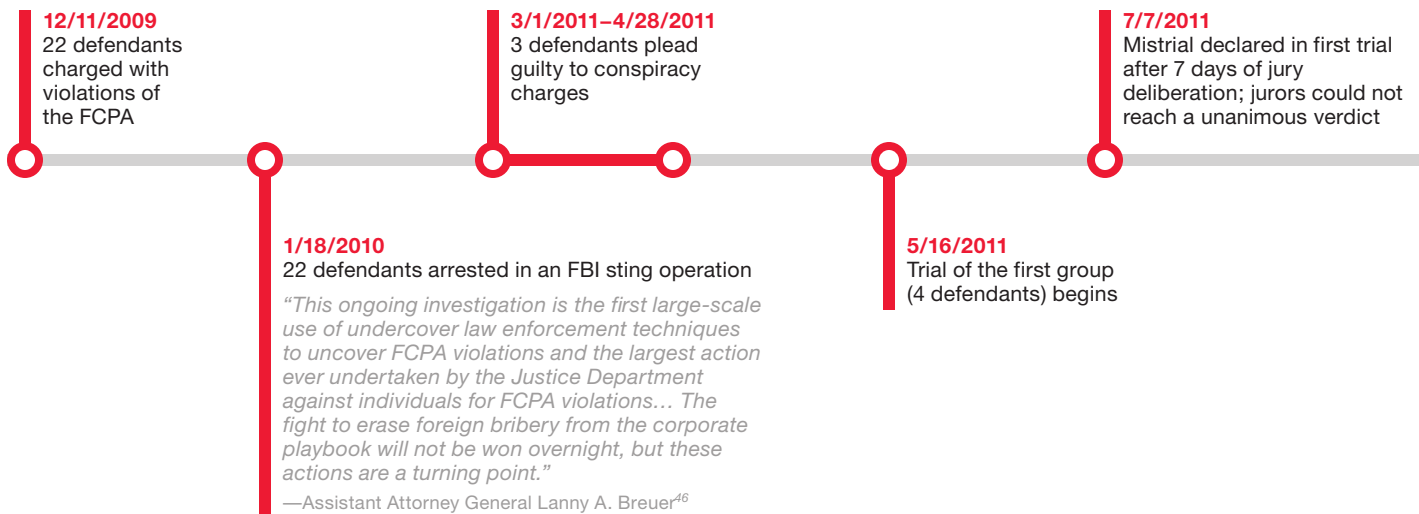 12/11/2009
22 defendants
charged with
violations of
the FCPA
1/18/2010
22 defendants arrested in an FBI sting operation
“This ongoing investigation is the first large-scale
use of undercover law enforcement techniques
to uncover FCPA violations and the largest action
ever undertaken by the Justice Department
against individuals for FCPA violations… The
fight to erase foreign bribery from the corporate
playbook will not be won overnight, but these
actions are a turning point.”
—Assistant Attorney General Lanny A. Breuer46
3/1/2011–4/28/2011
3 defendants plead
guilty to conspiracy
charges
5/16/2011
Trial of the first group
(4 defendants) begins
7/7/2011
Mistrial declared in first trial
after 7 days of jury
deliberation; jurors could not
reach a unanimous verdict